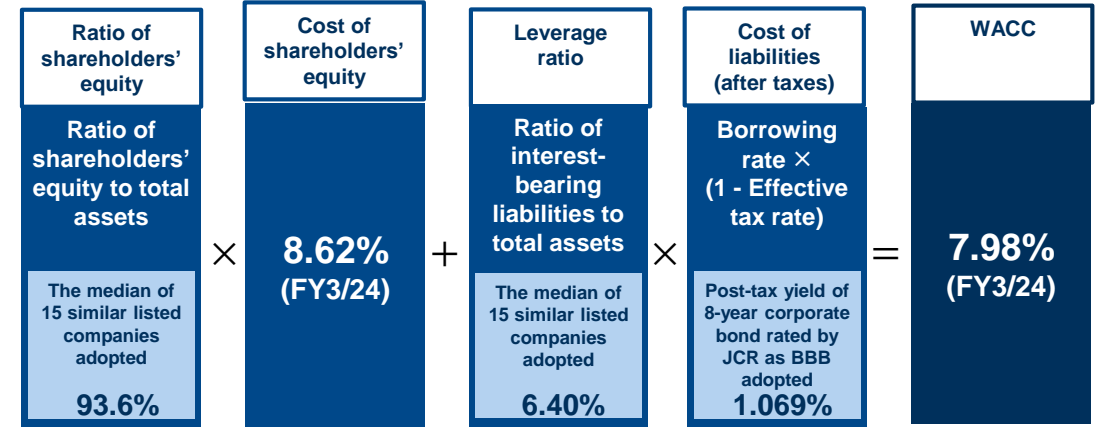 Ratio of
shareholders'
equity
Ratio of
shareholders'
equity to total
assets
The median of
15 similar listed
companies
adopted
93.6%
×
Cost of
shareholders'
equity
8.62%
(FY3/24)
+
Leverage
ratio
Ratio of
interest-
bearing
liabilities to
total assets
The median of
15 similar listed
companies
adopted
6.40%
×
Cost of
liabilities
(after taxes)
Borrowing
rate ×
(1 - Effective
tax rate)
Post-tax yield of
8-year corporate
bond rated by
JCR as BBB
adopted
1.069%
=
WACC
7.98%
(FY3/24)